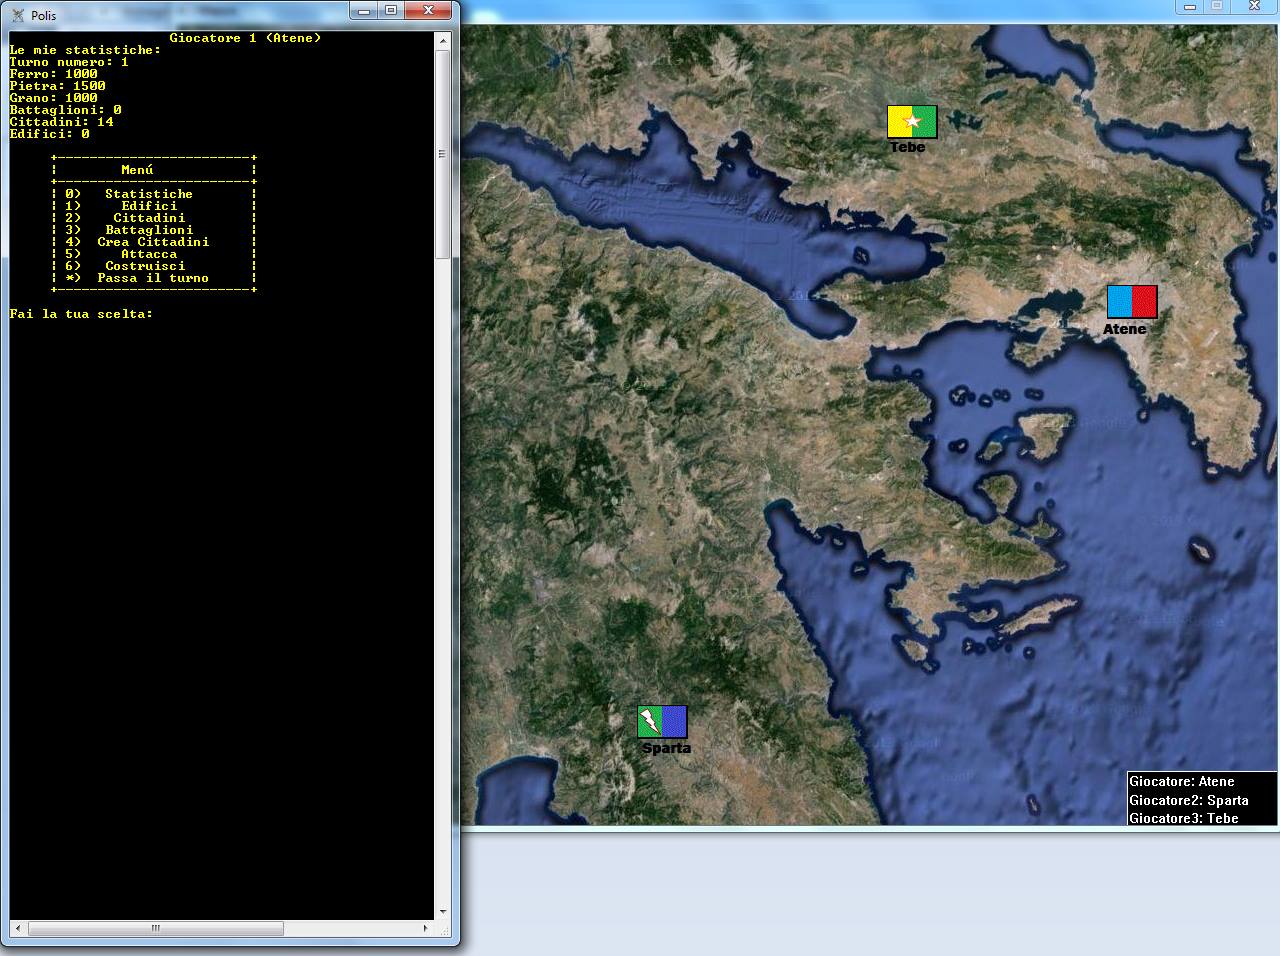 Polis
Giocatore 1 (Atene)
Le mie statistiche:
Turno numero: 1
Ferro: 1000
Pietra: 1500
Grano: 1000
Battaglioni: 0
Cittadini: 14
Edifici: 0
Menú
0) Statistiche
1) Edifici
2) Cittadini
3) Battaglioni
4) Crea Cittadini
5) Attacca
6) Costruisci
*) Passa il turno
Fai la tua scelta:
Tebe
Atene
Sparta
Giocatore: Atene
Giocatore2: Sparta
Giocatore3: Tebe